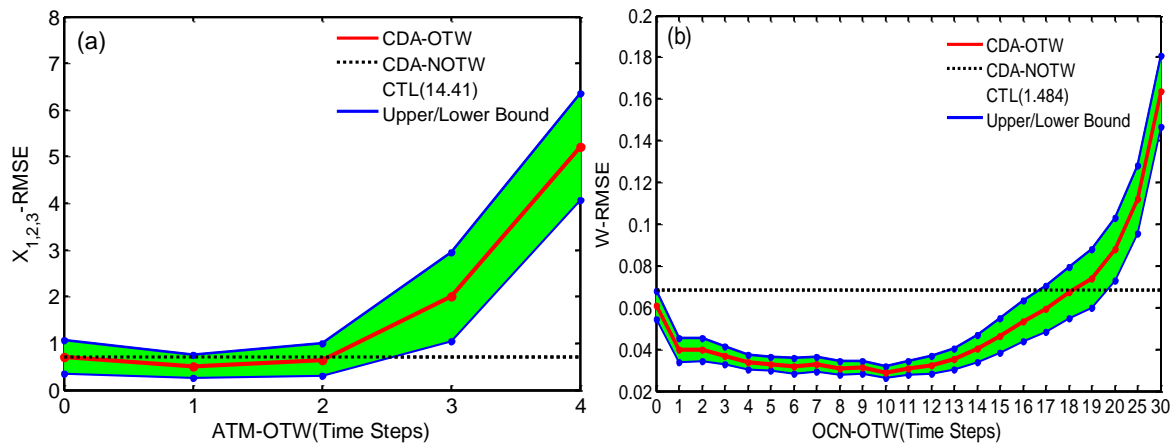 (a)
CDA-OTW
CDA-NOTW
CTL(14.41)
Upper/Lower Bound
X1,2,3-RMSE
8
7
6
5
4
3
2
1
0
0 1 2 3 4
ATM-OTW(Time Steps)
(b)
CDA-OTW
CDA-NOTW
CTL(1.484)
Upper/Lower Bound
W-RMSE
0.2
0.18
0.16
0.14
0.12
0.1
0.08
0.06
0.04
0.02
0 1 2 3 4 5 6 7 8 9 10 11 12 13 14 15 16 17 18 19 20 25 30
OCN-OTW(Time Steps)